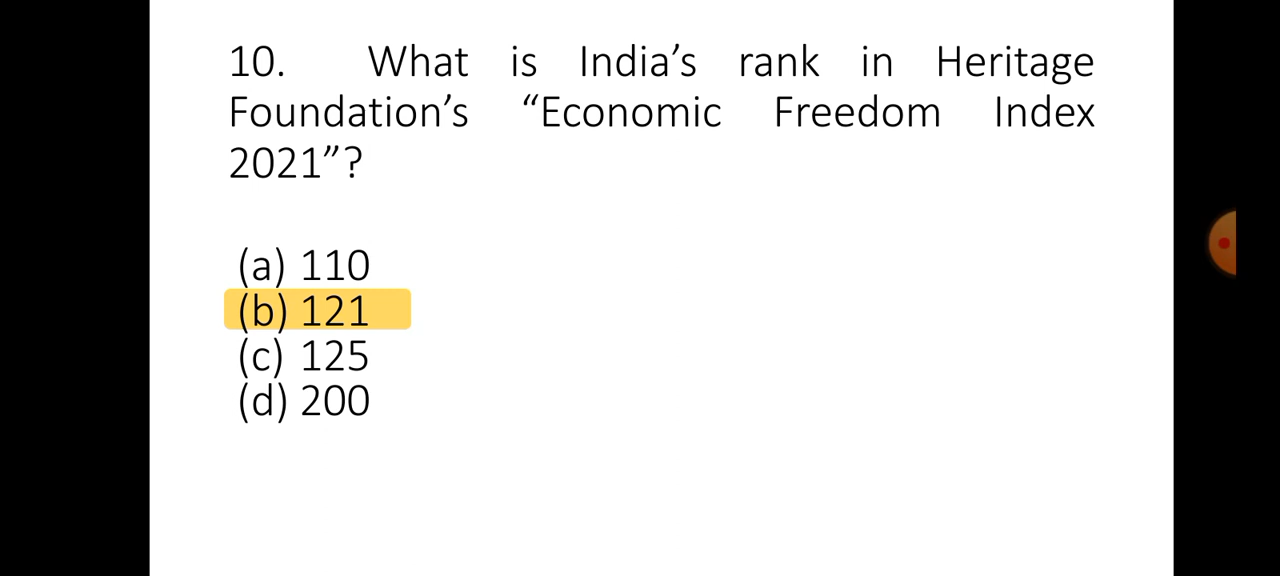 10. What is India’s rank in Heritage
Foundation’s “Economic Freedom Index
2021”?
(a) 110
(b) 121
(c) 125
(d) 200